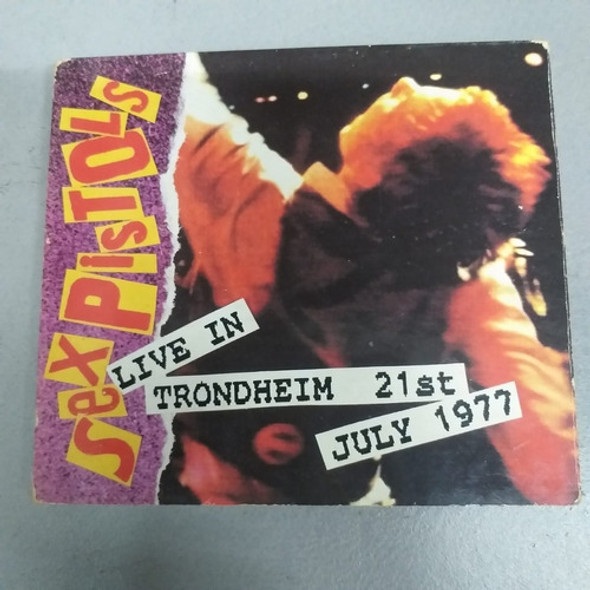 Sex PisTOLs
LIVE IN
TRONDHEIM 21st
JULY 1977